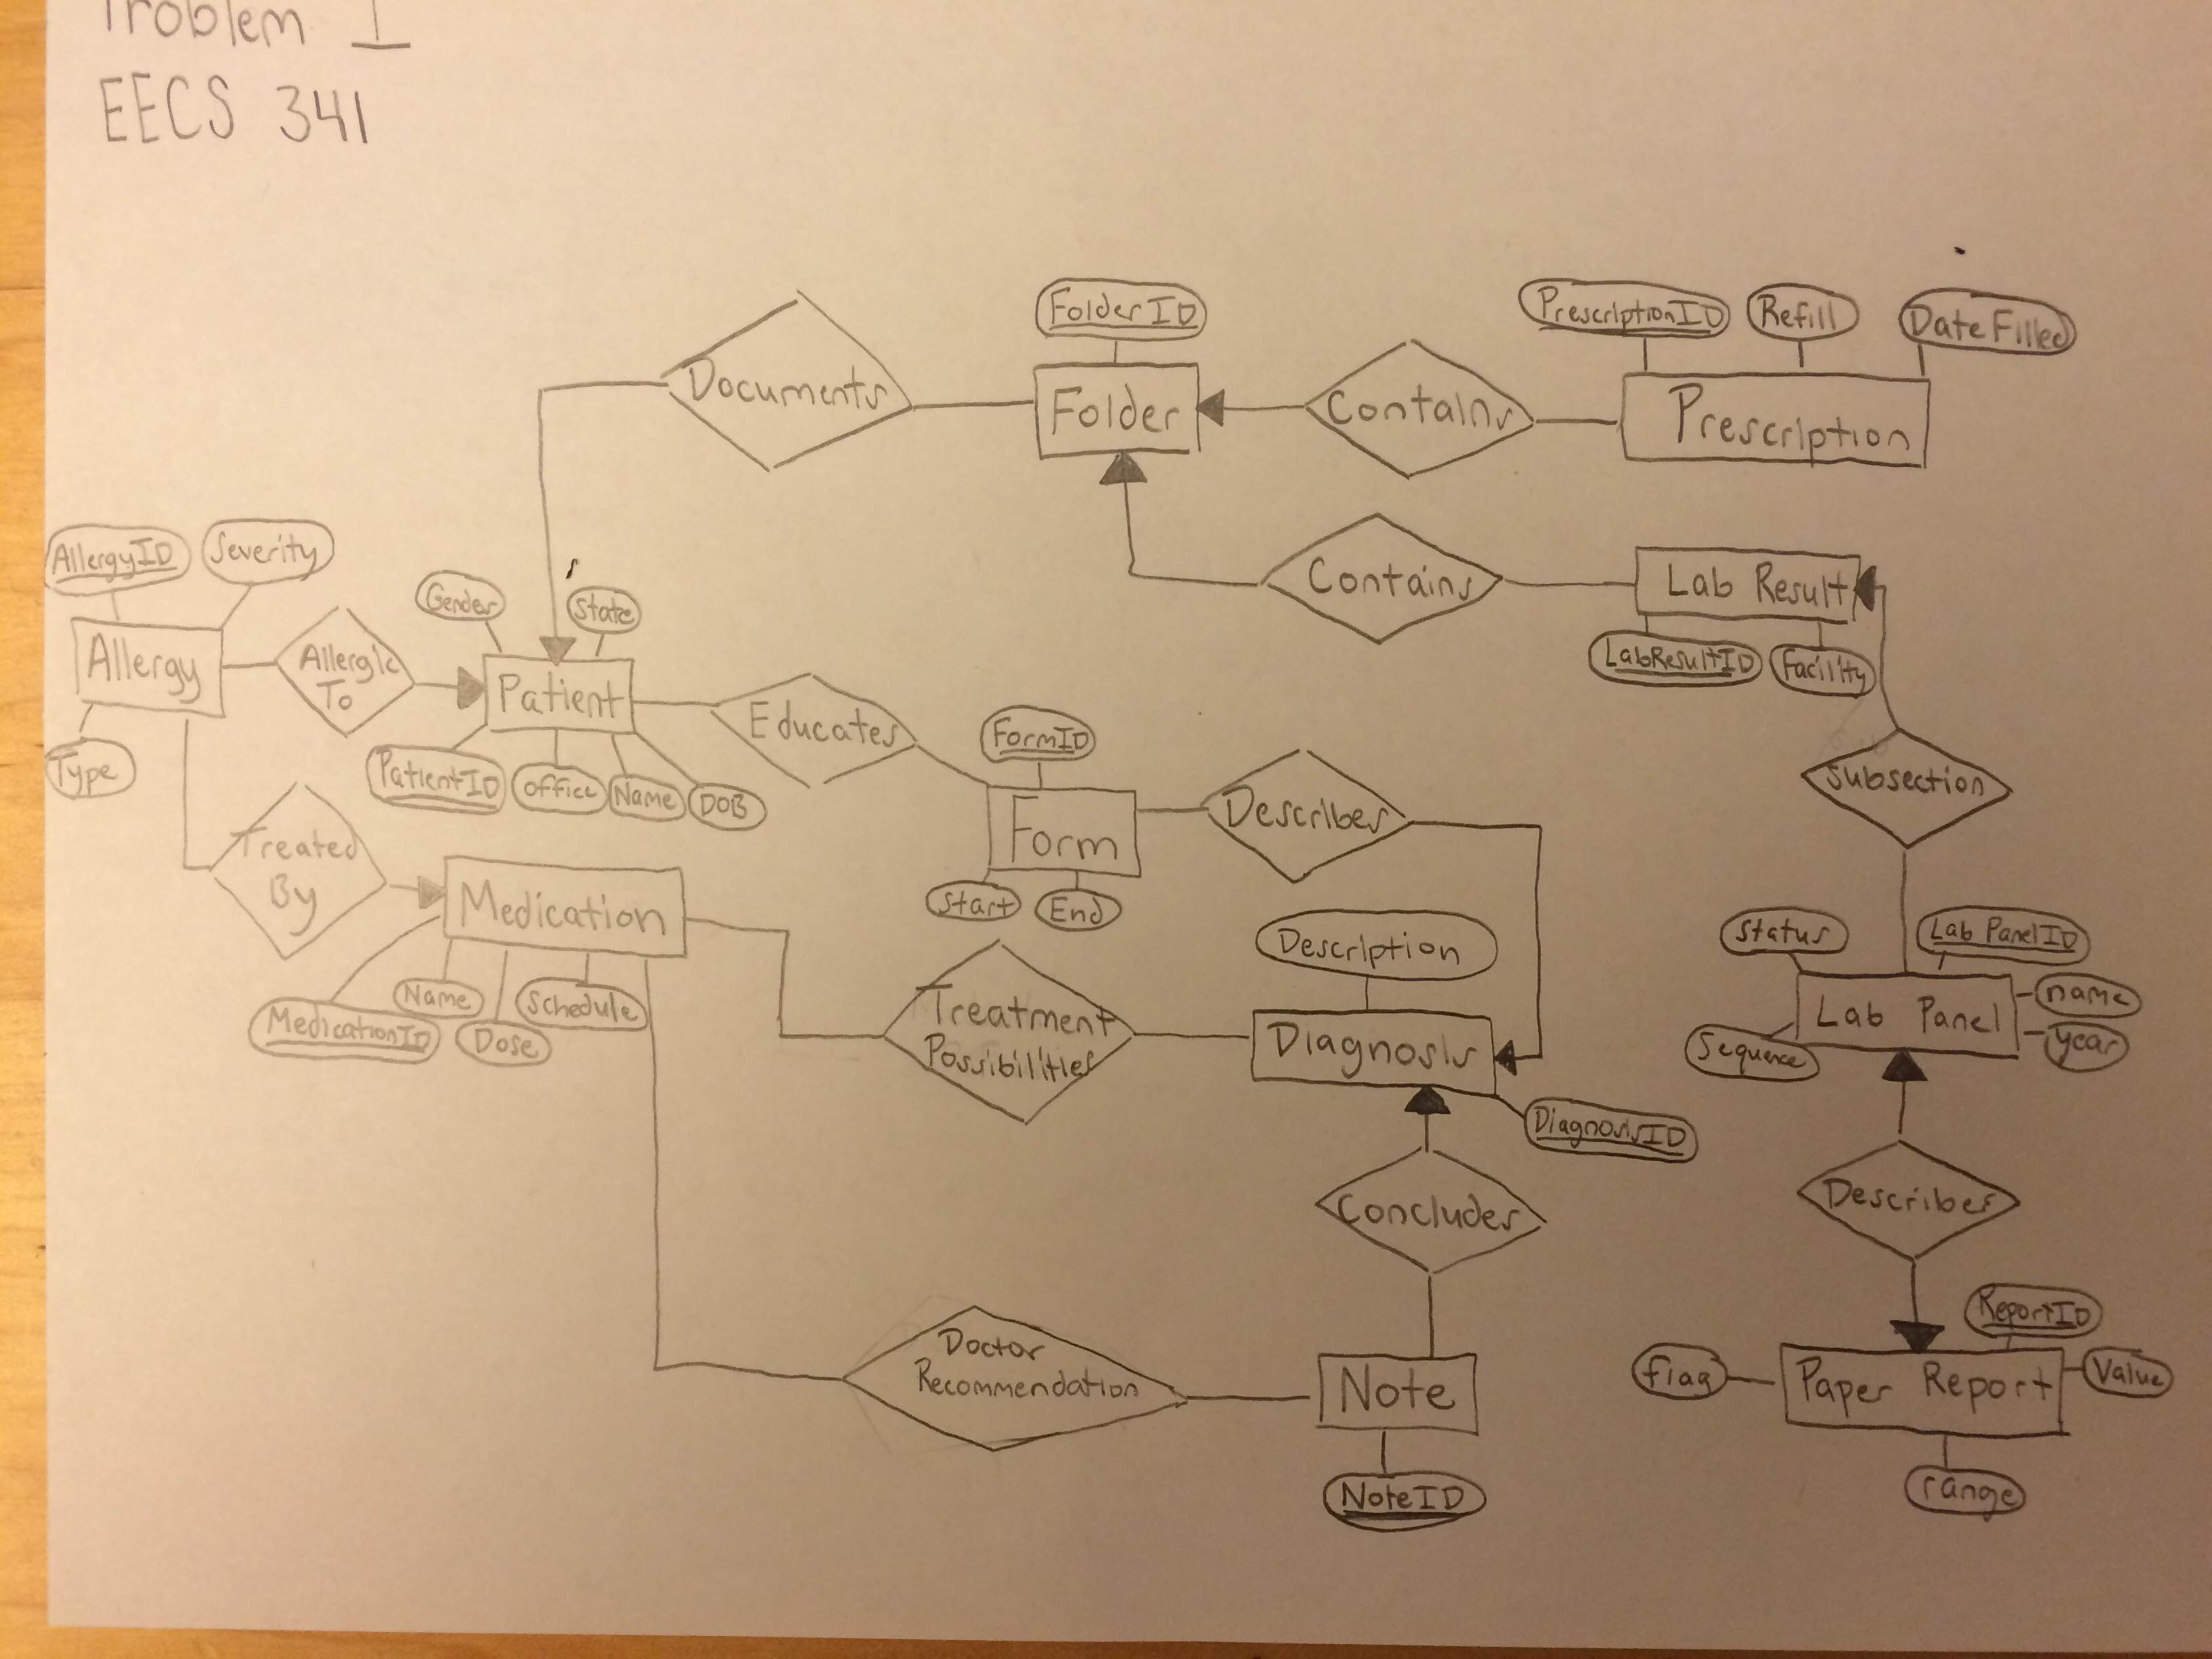 Problem 1
EECS 341
FolderID
PrescriptionID
Refill
DateFilled
Documents
Folder
Contains
Prescription
AllergyID
Severity
Gender
State
Contains
Lab Result
LabResultID
Facility
Allergy
Allergic
To
Patient
Educates
FormID
Type
PatientID
office
Name
DOB
Form
Describes
Subsection
Start
End
Treated
By
Medication
Description
Status
Lab PanelID
MedicationID
Name
Dose
Schedule
Treatment
Possibilities
Diagnosis
DiagnosisID
Sequence
Lab Panel
name
year
Concludes
Describes
Doctor
Recommendation
Note
NoteID
flag
Paper Report
ReportID
Value
range